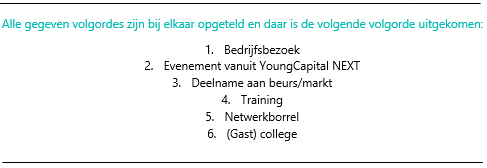 Alle gegeven volgordes zijn bij elkaar opgeteld en daar is de volgende volgorde uitgekomen:
1. Bedrijfsbezoek
2. Evenement vanuit YoungCapital NEXT
3. Deelname aan beurs/markt
4. Training
5. Netwerkborrel
6. (Gast) college